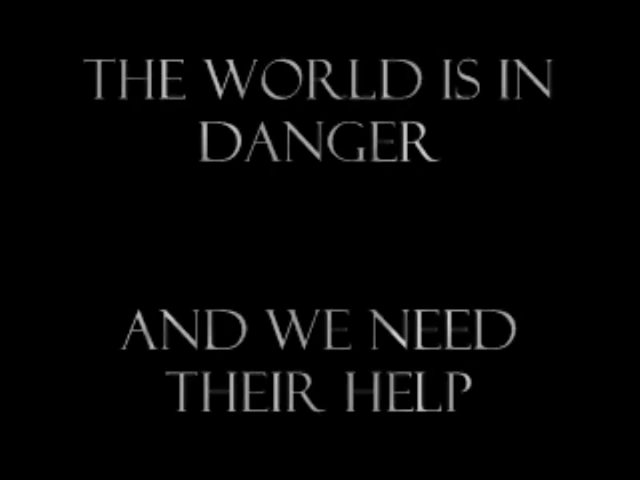 THE WORLD IS IN
DANGER
AND WE NEED
THEIR HELP